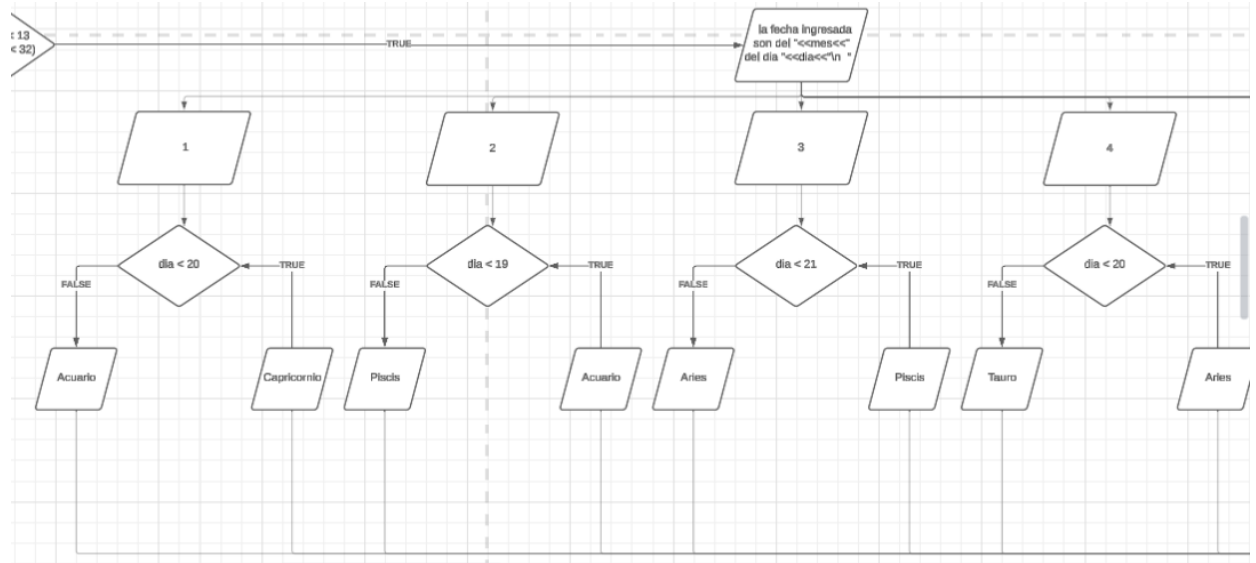 < 13
< 32)
TRUE
la fecha ingresada
son del "<<mes<<"
del dia "<<dia<<"\n "
1
2
3
4
dia < 20
TRUE
FALSE
dia < 19
TRUE
FALSE
dia < 21
TRUE
FALSE
dia < 20
TRUE
FALSE
Acuario
Capricornio
Piscis
Acuario
Aries
Piscis
Tauro
Aries